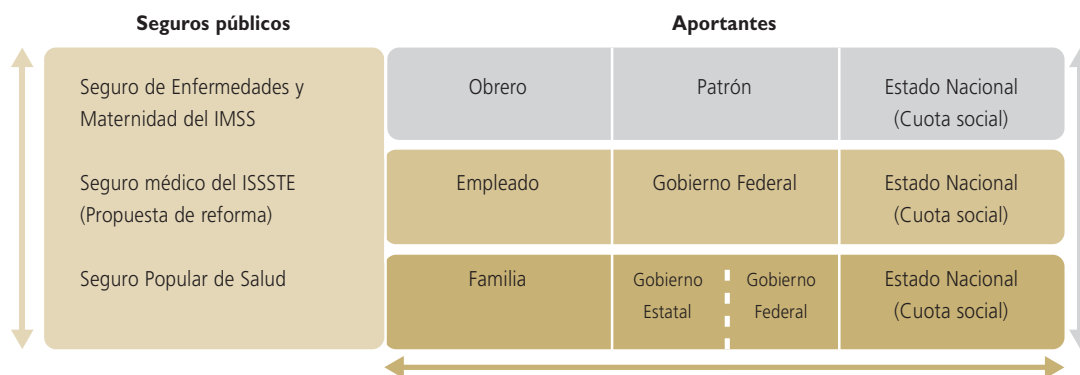 Seguros públicos
Aportantes
Seguro de Enfermedades y
Maternidad del IMSS
Obrero
Patrón
Estado Nacional
(Cuota social)
Seguro médico del ISSSTE
(Propuesta de reforma)
Empleado
Gobierno Federal
Estado Nacional
(Cuota social)
Seguro Popular de Salud
Familia
Gobierno
Estatal
Gobierno
Federal
Estado Nacional
(Cuota social)